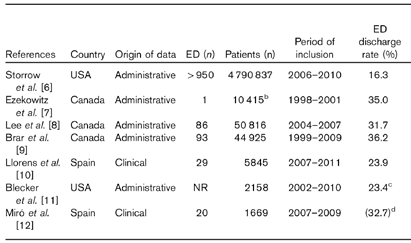 References Country Origin of data ED (n) Patients (n) Period of inclusion ED discharge rate (%)
Storrow et al. [6] USA Administrative >950 4 790 837 2006–2010 16.3
Ezekowitz et al. [7] Canada Administrative 1 10 415b 1998–2001 35.0
Lee et al. [8] Canada Administrative 86 50 816 2004–2007 31.7
Brar et al. [9] Canada Administrative 93 44 925 1999–2009 36.2
Llorens et al. [10] Spain Clinical 29 5845 2007–2011 23.9
Blecker et al. [11] USA Administrative NR 2158 2002–2010 23.4c
Miró et al. [12] Spain Clinical 20 1669 2007–2009 (32.7)d